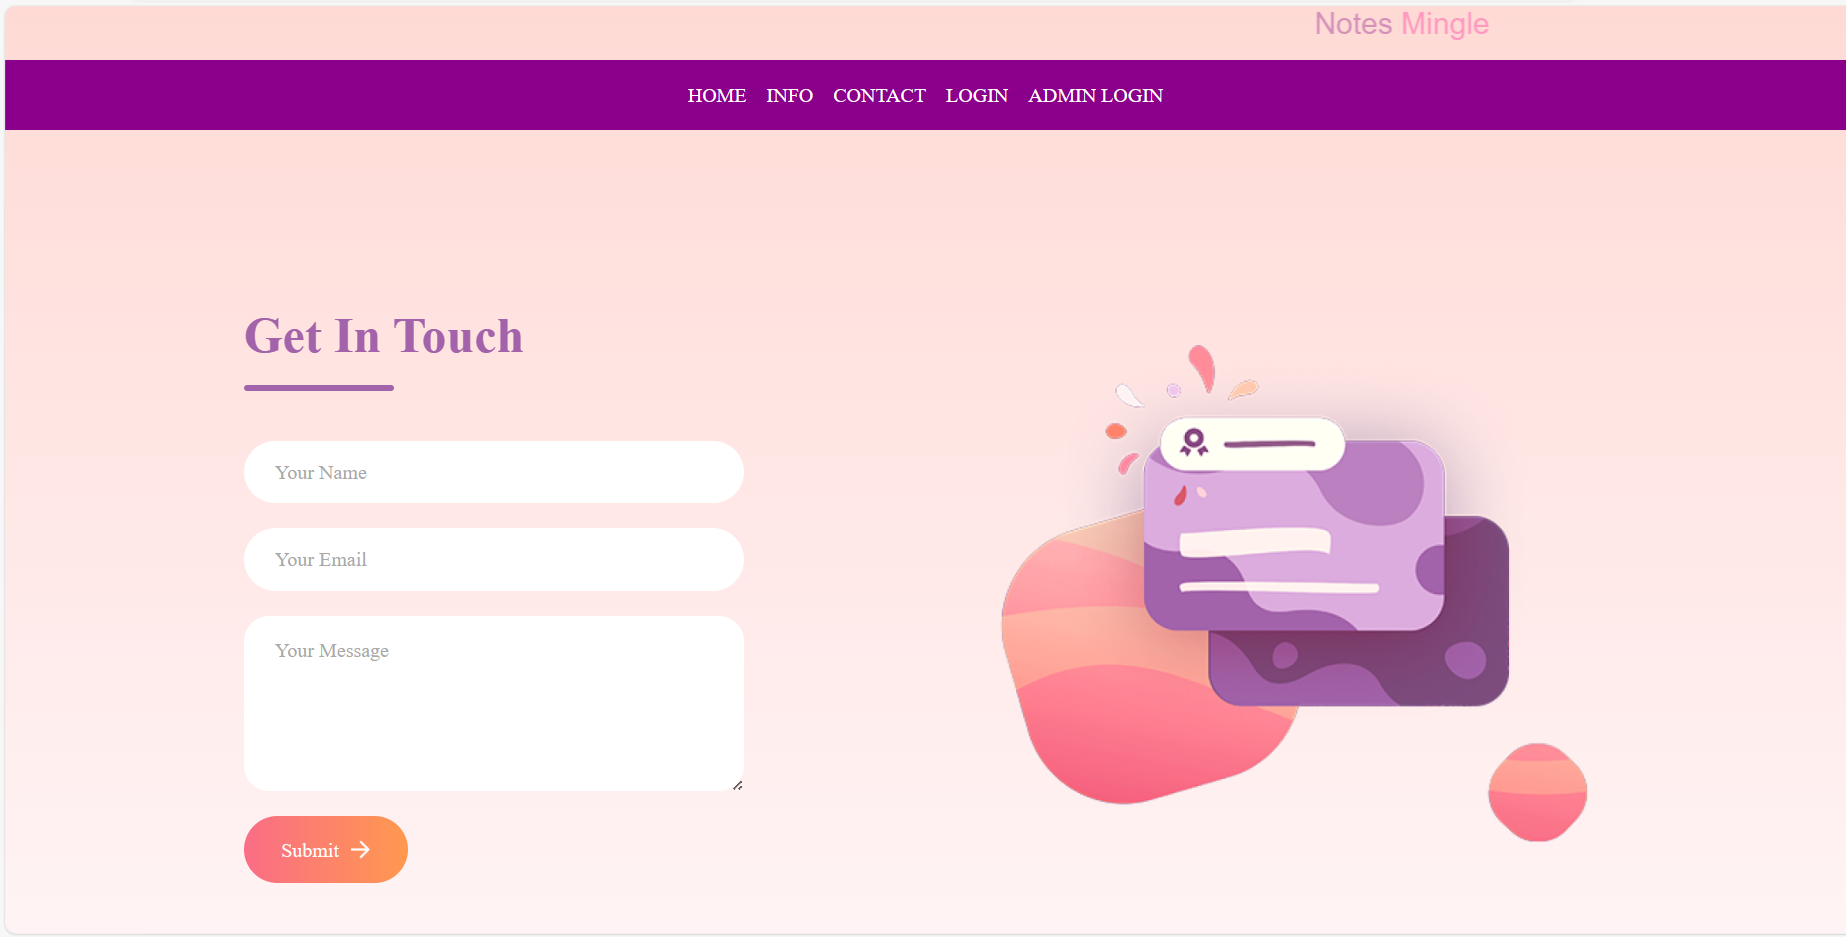 Notes Mingle
HOME INFO CONTACT LOGIN ADMIN LOGIN
Get In Touch
Your Name
Your Email
Your Message
Submit